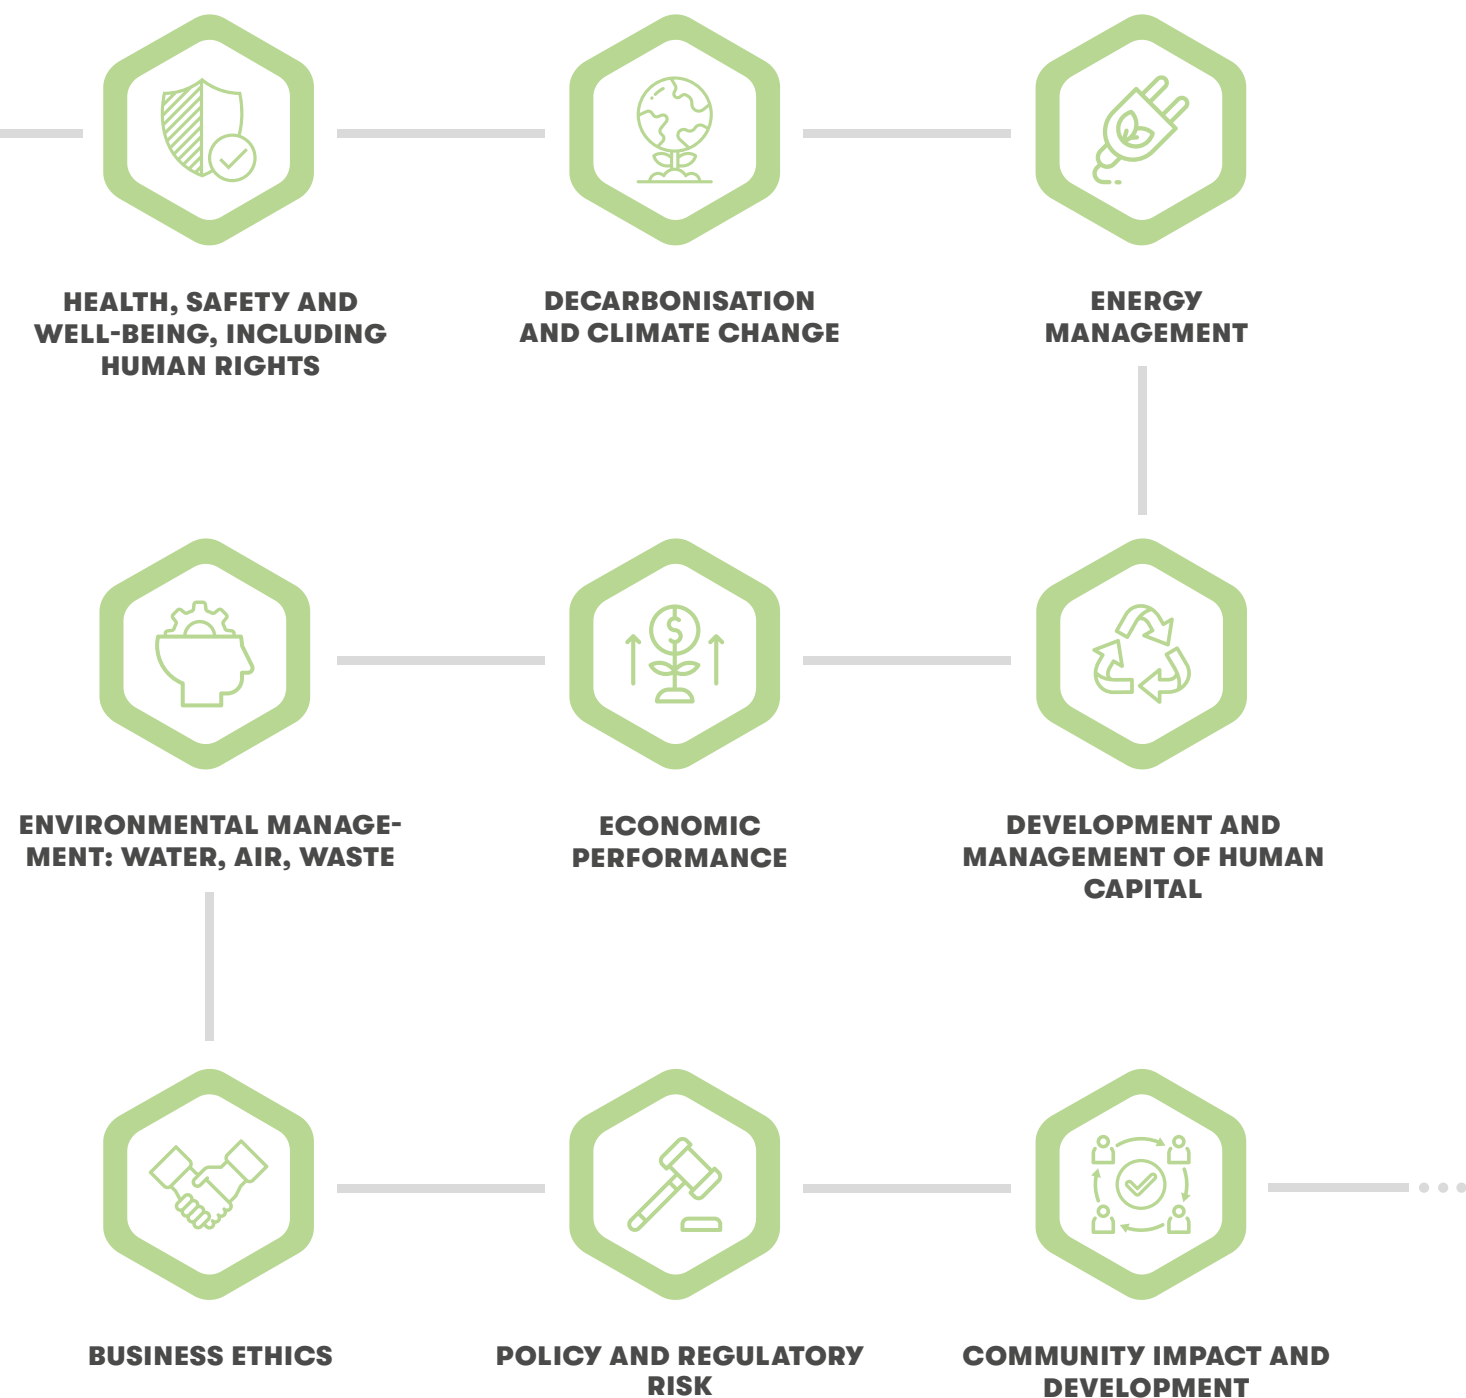 HEALTH, SAFETY AND
WELL-BEING, INCLUDING
HUMAN RIGHTS
DECARBONISATION
AND CLIMATE CHANGE
ENERGY
MANAGEMENT
ENVIRONMENTAL MANAGE-
MENT: WATER, AIR, WASTE
$
ECONOMIC
PERFORMANCE
DEVELOPMENT AND
MANAGEMENT OF HUMAN
CAPITAL
BUSINESS ETHICS
POLICY AND REGULATORY
RISK
COMMUNITY IMPACT AND
DEVELOPMENT